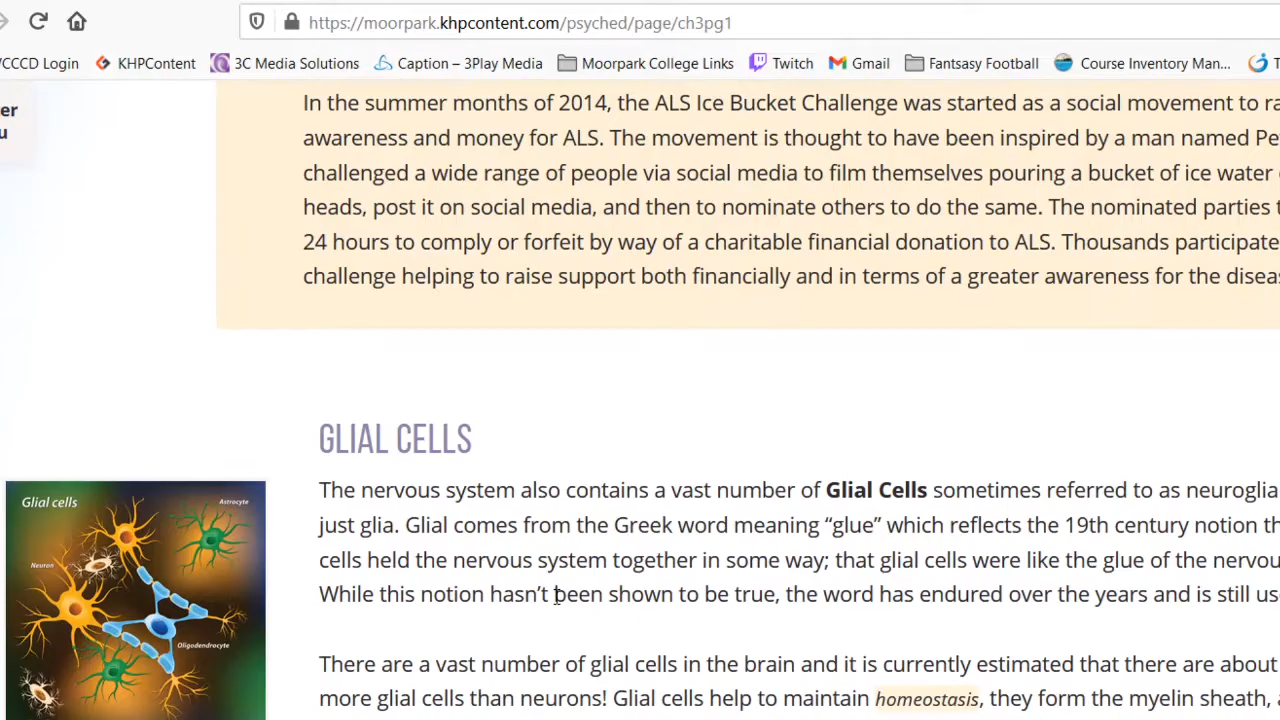 https://moorpark.khpcontent.com/psyched/page/ch3pg1
VCCCD Login KHPContent 3C Media Solutions Caption – 3Play Media Moorpark College Links Twitch Gmail Fantsasy Football Course Inventory Man... T
er
u
In the summer months of 2014, the ALS Ice Bucket Challenge was started as a social movement to ra
awareness and money for ALS. The movement is thought to have been inspired by a man named Pe
challenged a wide range of people via social media to film themselves pouring a bucket of ice water
heads, post it on social media, and then to nominate others to do the same. The nominated parties t
24 hours to comply or forfeit by way of a charitable financial donation to ALS. Thousands participate
challenge helping to raise support both financially and in terms of a greater awareness for the disea
GLIAL CELLS
The nervous system also contains a vast number of Glial Cells sometimes referred to as neuroglia
just glia. Glial comes from the Greek word meaning “glue” which reflects the 19th century notion th
cells held the nervous system together in some way; that glial cells were like the glue of the nervou
While this notion hasn’t been shown to be true, the word has endured over the years and is still us
There are a vast number of glial cells in the brain and it is currently estimated that there are about
more glial cells than neurons! Glial cells help to maintain homeostasis, they form the myelin sheath, a
Glial cells
Astrocyte
Neuron
Oligodendrocyte